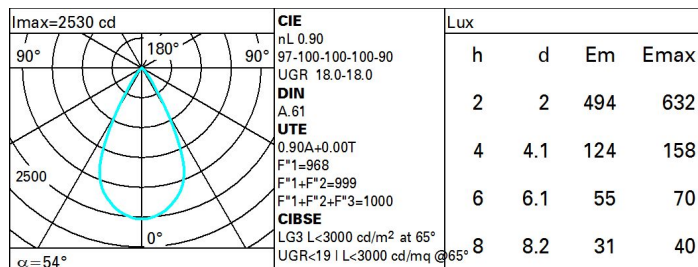 Imax=2530 cd
90° 180° 90°
2500
0°
α=54°
CIE
nL 0.90
97-100-100-100-90
UGR 18.0-18.0
DIN
A.61
UTE
0.90A+0.00T
F"1=968
F"1+F"2=999
F"1+F"2+F"3=1000
CIBSE
LG3 L<3000 cd/m² at 65°
UGR<19 | L<3000 cd/mq @65°
Lux
h d Em Emax
2 2 494 632
4 4.1 124 158
6 6.1 55 70
8 8.2 31 40